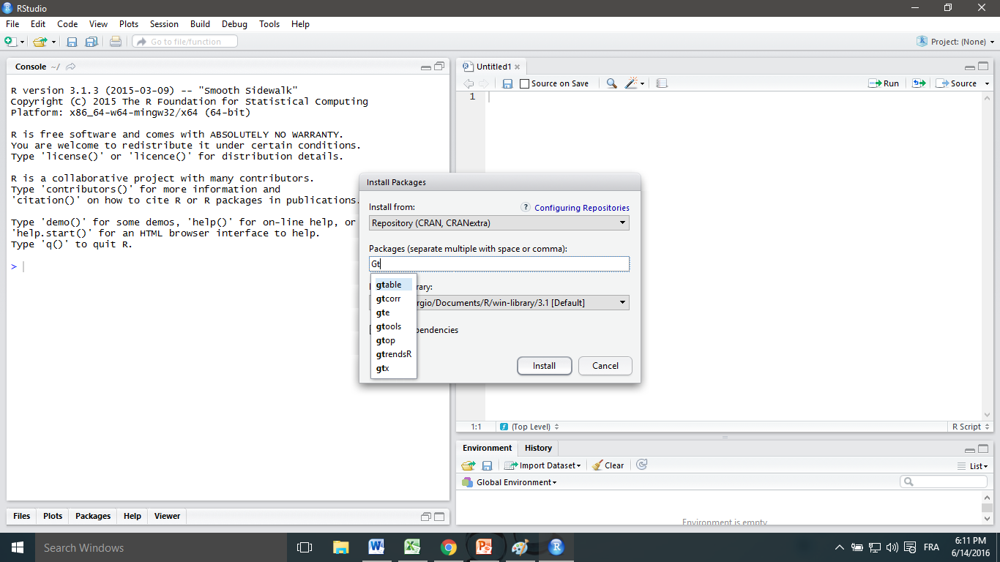 RStudio
File Edit Code View Plots Session Build Debug Tools Help
Go to file/function
Project: (None)
Console ~/
R version 3.1.3 (2015-03-09) -- "Smooth Sidewalk"
Copyright (C) 2015 The R Foundation for Statistical Computing
Platform: x86_64-w64-mingw32/x64 (64-bit)
R is free software and comes with ABSOLUTELY NO WARRANTY.
You are welcome to redistribute it under certain conditions.
Type 'license()' or 'licence()' for distribution details.
R is a collaborative project with many contributors.
Type 'contributors()' for more information and
'citation()' on how to cite R or R packages in publications.
Type 'demo()' for some demos, 'help()' for on-line help, or
'help.start()' for an HTML browser interface to help.
Type 'q()' to quit R.
>
Untitled1
Source on Save
Run
Source
1
Install Packages
Install from:
? Configuring Repositories
Repository (CRAN, CRANextra)
Packages (separate multiple with space or comma):
Gt
gtable
gtcorr
gte
gtools
gtop
gtrendsR
gtx
rary:
rgio/Documents/R/win-library/3.1 [Default]
pendencies
Install
Cancel
1:1
(Top Level)
R Script
Environment History
Import Dataset
Clear
List
Global Environment
Environment is empty
Files Plots Packages Help Viewer
Search Windows
FRA
6:11 PM
6/14/2016